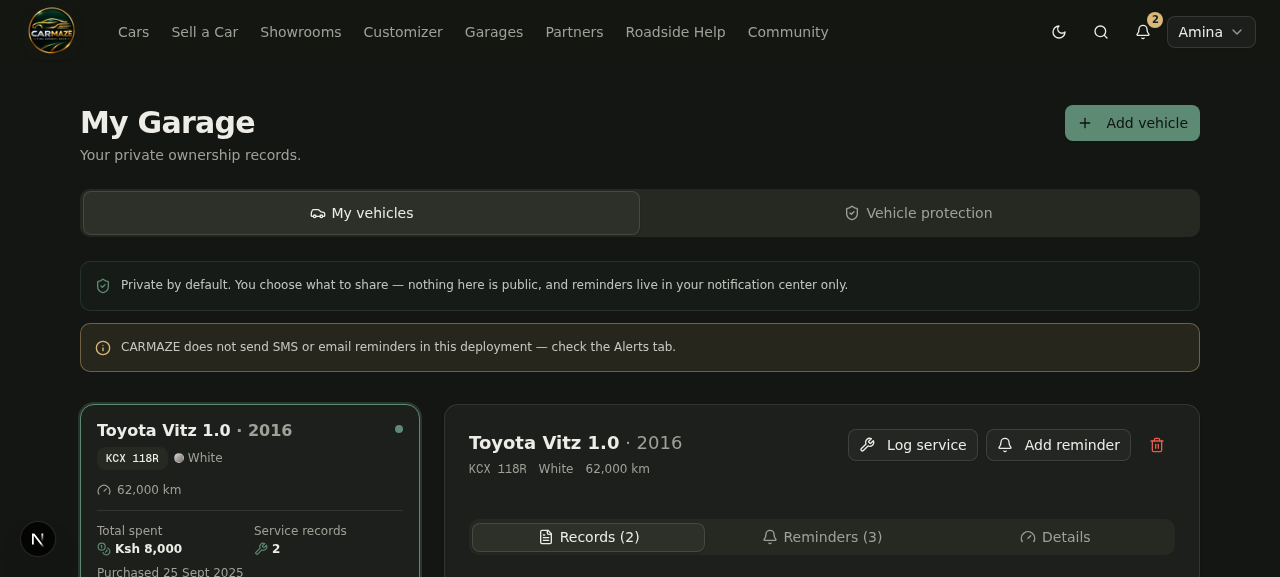 CARMAZE
Cars Sell a Car Showrooms Customizer Garages Partners Roadside Help Community
2
Amina
My Garage
Add vehicle
Your private ownership records.
My vehicles
Vehicle protection
Private by default. You choose what to share — nothing here is public, and reminders live in your notification center only.
CARMAZE does not send SMS or email reminders in this deployment — check the Alerts tab.
Toyota Vitz 1.0 · 2016
KCX 118R White
62,000 km
Total spent
Service records
Ksh 8,000
2
Purchased 25 Sept 2025
Toyota Vitz 1.0 · 2016
KCX 118R White 62,000 km
Log service
Add reminder
Records (2)
Reminders (3)
Details
N